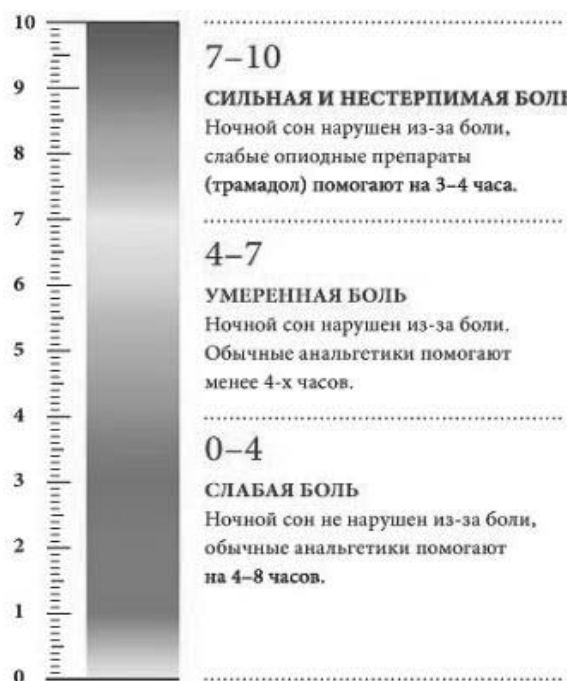 10
9
8
7
6
5
4
3
2
1
0
7–10
СИЛЬНАЯ И НЕСТЕРПИМАЯ БОЛЬ
Ночной сон нарушен из-за боли,
слабые опиодные препараты
(трамадол) помогают на 3–4 часа.
4–7
УМЕРЕННАЯ БОЛЬ
Ночной сон нарушен из-за боли.
Обычные анальгетики помогают
менее 4-х часов.
0–4
СЛАБАЯ БОЛЬ
Ночной сон не нарушен из-за боли,
обычные анальгетики помогают
на 4–8 часов.